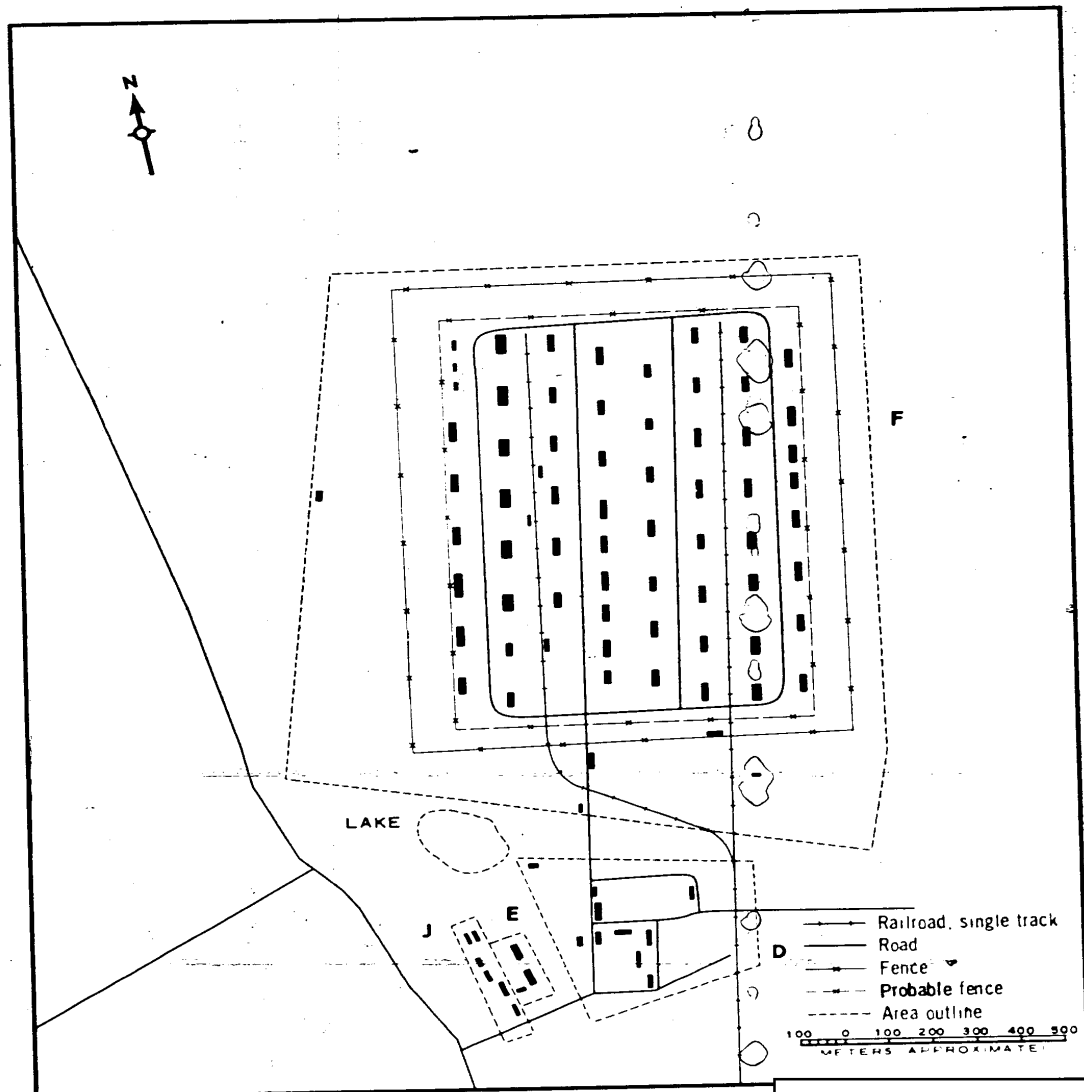 N
F
LAKE
J
E
D
Railroad, single track
Road
Fence
Probable fence
Area outline
100 0 100 200 300 400 500
METERS APPROXIMATE